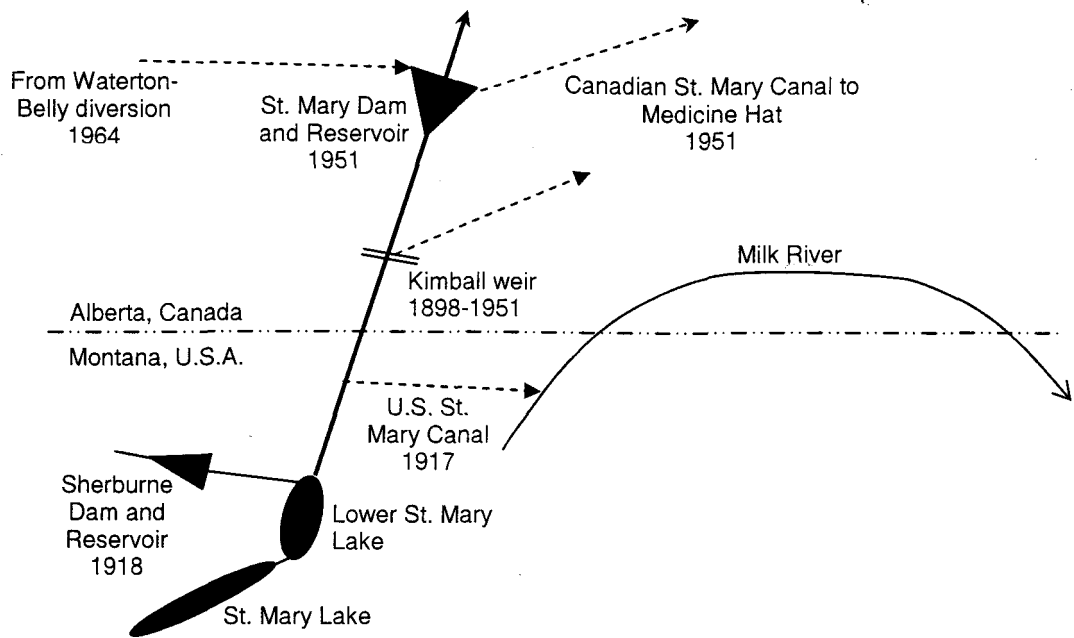 From Waterton-
Belly diversion
1964
St. Mary Dam
and Reservoir
1951
Canadian St. Mary Canal to
Medicine Hat
1951
Kimball weir
1898-1951
Milk River
Alberta, Canada
Montana, U.S.A.
U.S. St.
Mary Canal
1917
Sherburne
Dam and
Reservoir
1918
Lower St. Mary
Lake
St. Mary Lake